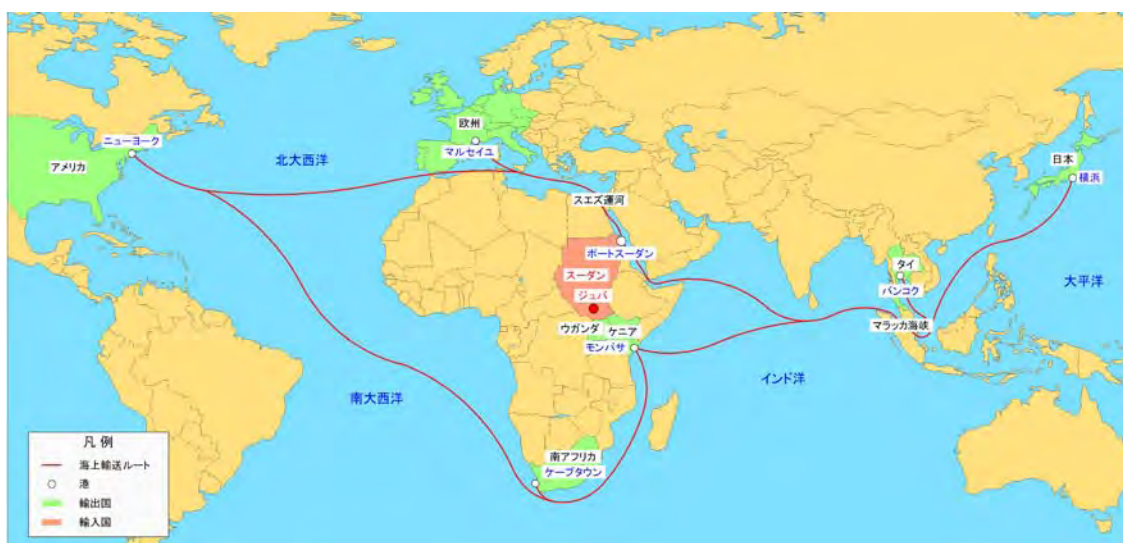 ニューヨーク
アメリカ
北大西洋
欧州
マルセイユ
日本
横浜
スエズ運河
ポートスーダン
スーダン
ジュバ
タイ
バンコク
太平洋
マラッカ海峡
ウガンダ
ケニア
モンバサ
インド洋
南大西洋
南アフリカ
ケープタウン
凡例
海上輸送ルート
港
輸出国
輸入国